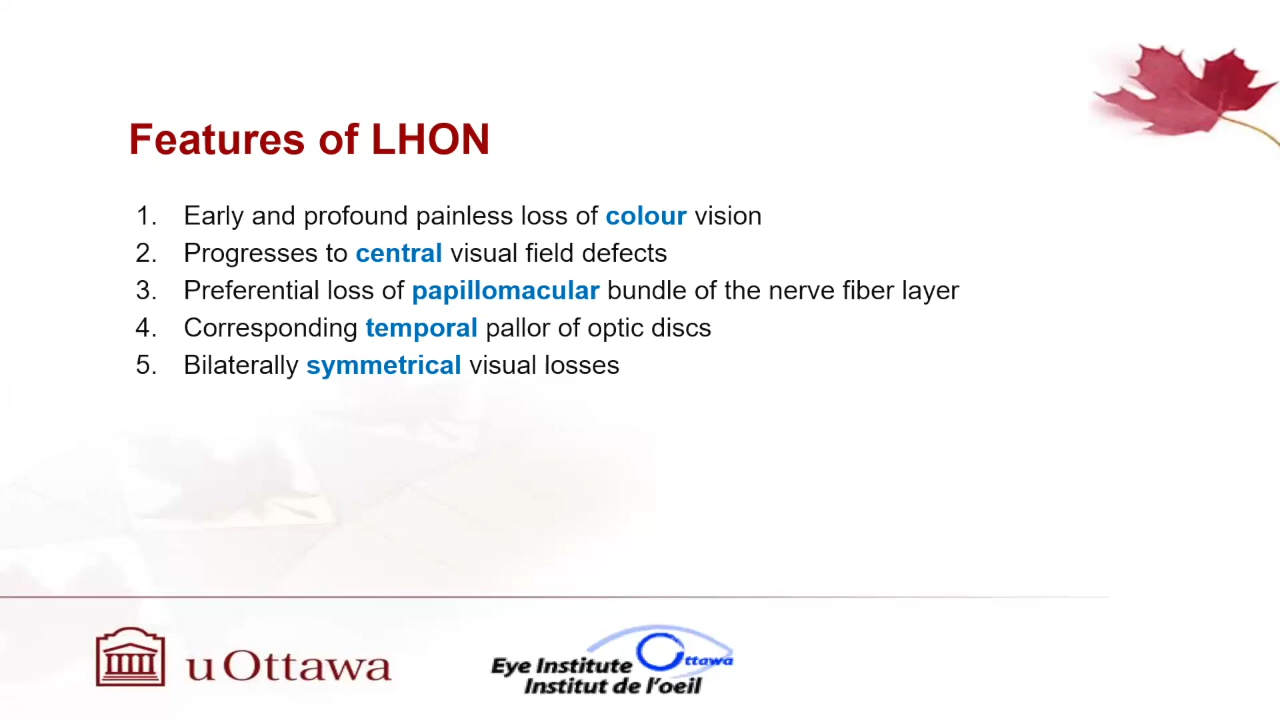 Features of LHON
1. Early and profound painless loss of colour vision
2. Progresses to central visual field defects
3. Preferential loss of papillomacular bundle of the nerve fiber layer
4. Corresponding temporal pallor of optic discs
5. Bilaterally symmetrical visual losses
uOttawa
Eye Institute Ottawa
Institut de l'oeil